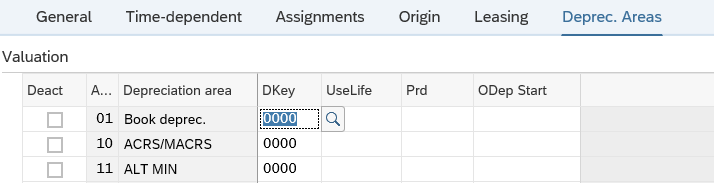 General Time-dependent Assignments Origin Leasing Deprec. Areas
Valuation
Deact A... Depreciation area DKey UseLife Prd ODep Start
01 Book deprec. 0000
10 ACRS/MACRS 0000
11 ALT MIN 0000